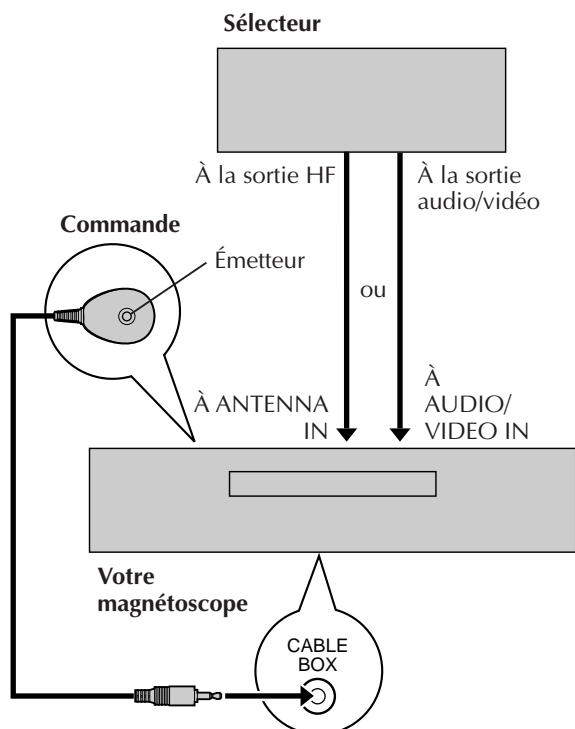 Sélecteur
À la sortie HF
À la sortie
audio/vidéo
Commande
Émetteur
ou
À ANTENNA
IN
À
AUDIO/
VIDEO IN
Votre
magnétoscope
CABLE
BOX